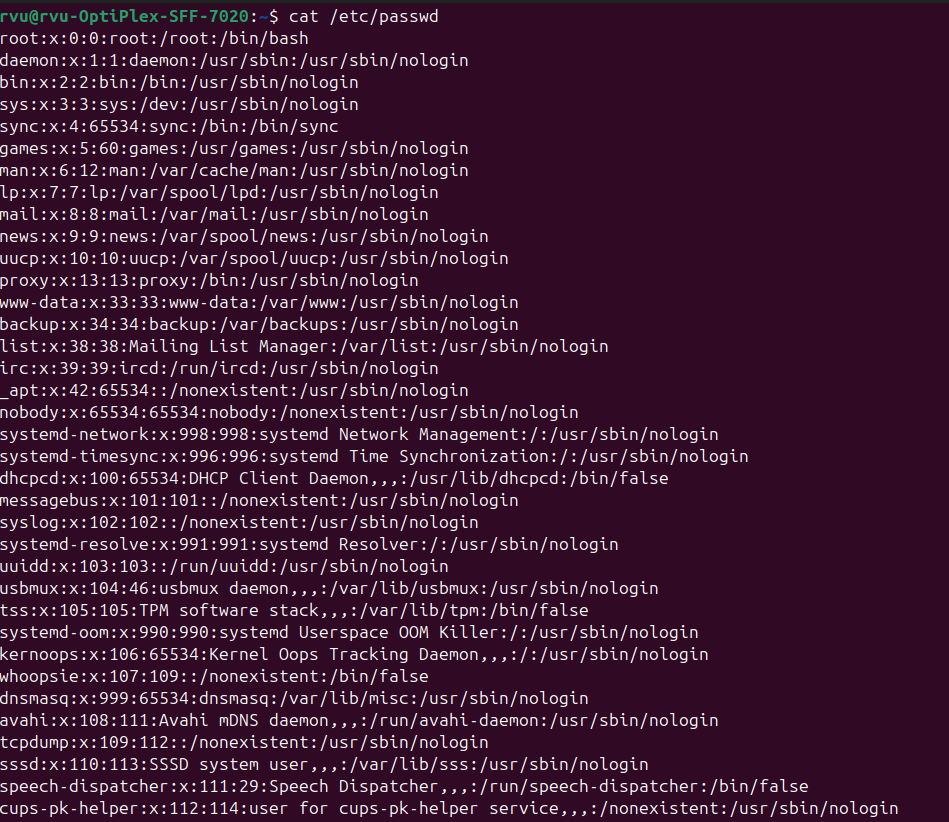 rvu@rvu-OptiPlex-SFF-7020:~$ cat /etc/passwd
root:x:0:0:root:/root:/bin/bash
daemon:x:1:1:daemon:/usr/sbin:/usr/sbin/nologin
bin:x:2:2:bin:/bin:/usr/sbin/nologin
sys:x:3:3:sys:/dev:/usr/sbin/nologin
sync:x:4:65534:sync:/bin:/bin/sync
games:x:5:60:games:/usr/games:/usr/sbin/nologin
man:x:6:12:man:/var/cache/man:/usr/sbin/nologin
lp:x:7:7:lp:/var/spool/lpd:/usr/sbin/nologin
mail:x:8:8:mail:/var/mail:/usr/sbin/nologin
news:x:9:9:news:/var/spool/news:/usr/sbin/nologin
uucp:x:10:10:uucp:/var/spool/uucp:/usr/sbin/nologin
proxy:x:13:13:proxy:/bin:/usr/sbin/nologin
www-data:x:33:33:www-data:/var/www:/usr/sbin/nologin
backup:x:34:34:backup:/var/backups:/usr/sbin/nologin
list:x:38:38:Mailing List Manager:/var/list:/usr/sbin/nologin
irc:x:39:39:ircd:/run/ircd:/usr/sbin/nologin
_apt:x:42:65534::/nonexistent:/usr/sbin/nologin
nobody:x:65534:65534:nobody:/nonexistent:/usr/sbin/nologin
systemd-network:x:998:998:systemd Network Management:/:/usr/sbin/nologin
systemd-timesync:x:996:996:systemd Time Synchronization:/:/usr/sbin/nologin
dhcpcd:x:100:65534:DHCP Client Daemon,,,:/usr/lib/dhcpcd:/bin/false
messagebus:x:101:101::/nonexistent:/usr/sbin/nologin
syslog:x:102:102::/nonexistent:/usr/sbin/nologin
systemd-resolve:x:991:991:systemd Resolver:/:/usr/sbin/nologin
uuidd:x:103:103::/run/uuidd:/usr/sbin/nologin
usbmux:x:104:46:usbmux daemon,,,:/var/lib/usbmux:/usr/sbin/nologin
tss:x:105:105:TPM software stack,,,:/var/lib/tpm:/bin/false
systemd-oom:x:990:990:systemd Userspace OOM Killer:/:/usr/sbin/nologin
kernoops:x:106:65534:Kernel Oops Tracking Daemon,,,:/:/usr/sbin/nologin
whoopsie:x:107:109::/nonexistent:/bin/false
dnsmasq:x:999:65534:dnsmasq:/var/lib/misc:/usr/sbin/nologin
avahi:x:108:111:Avahi mDNS daemon,,,:/run/avahi-daemon:/usr/sbin/nologin
tcpdump:x:109:112::/nonexistent:/usr/sbin/nologin
sssd:x:110:113:SSSD system user,,,:/var/lib/sss:/usr/sbin/nologin
speech-dispatcher:x:111:29:Speech Dispatcher,,,:/run/speech-dispatcher:/bin/false
cups-pk-helper:x:112:114:user for cups-pk-helper service,,,:/nonexistent:/usr/sbin/nologin